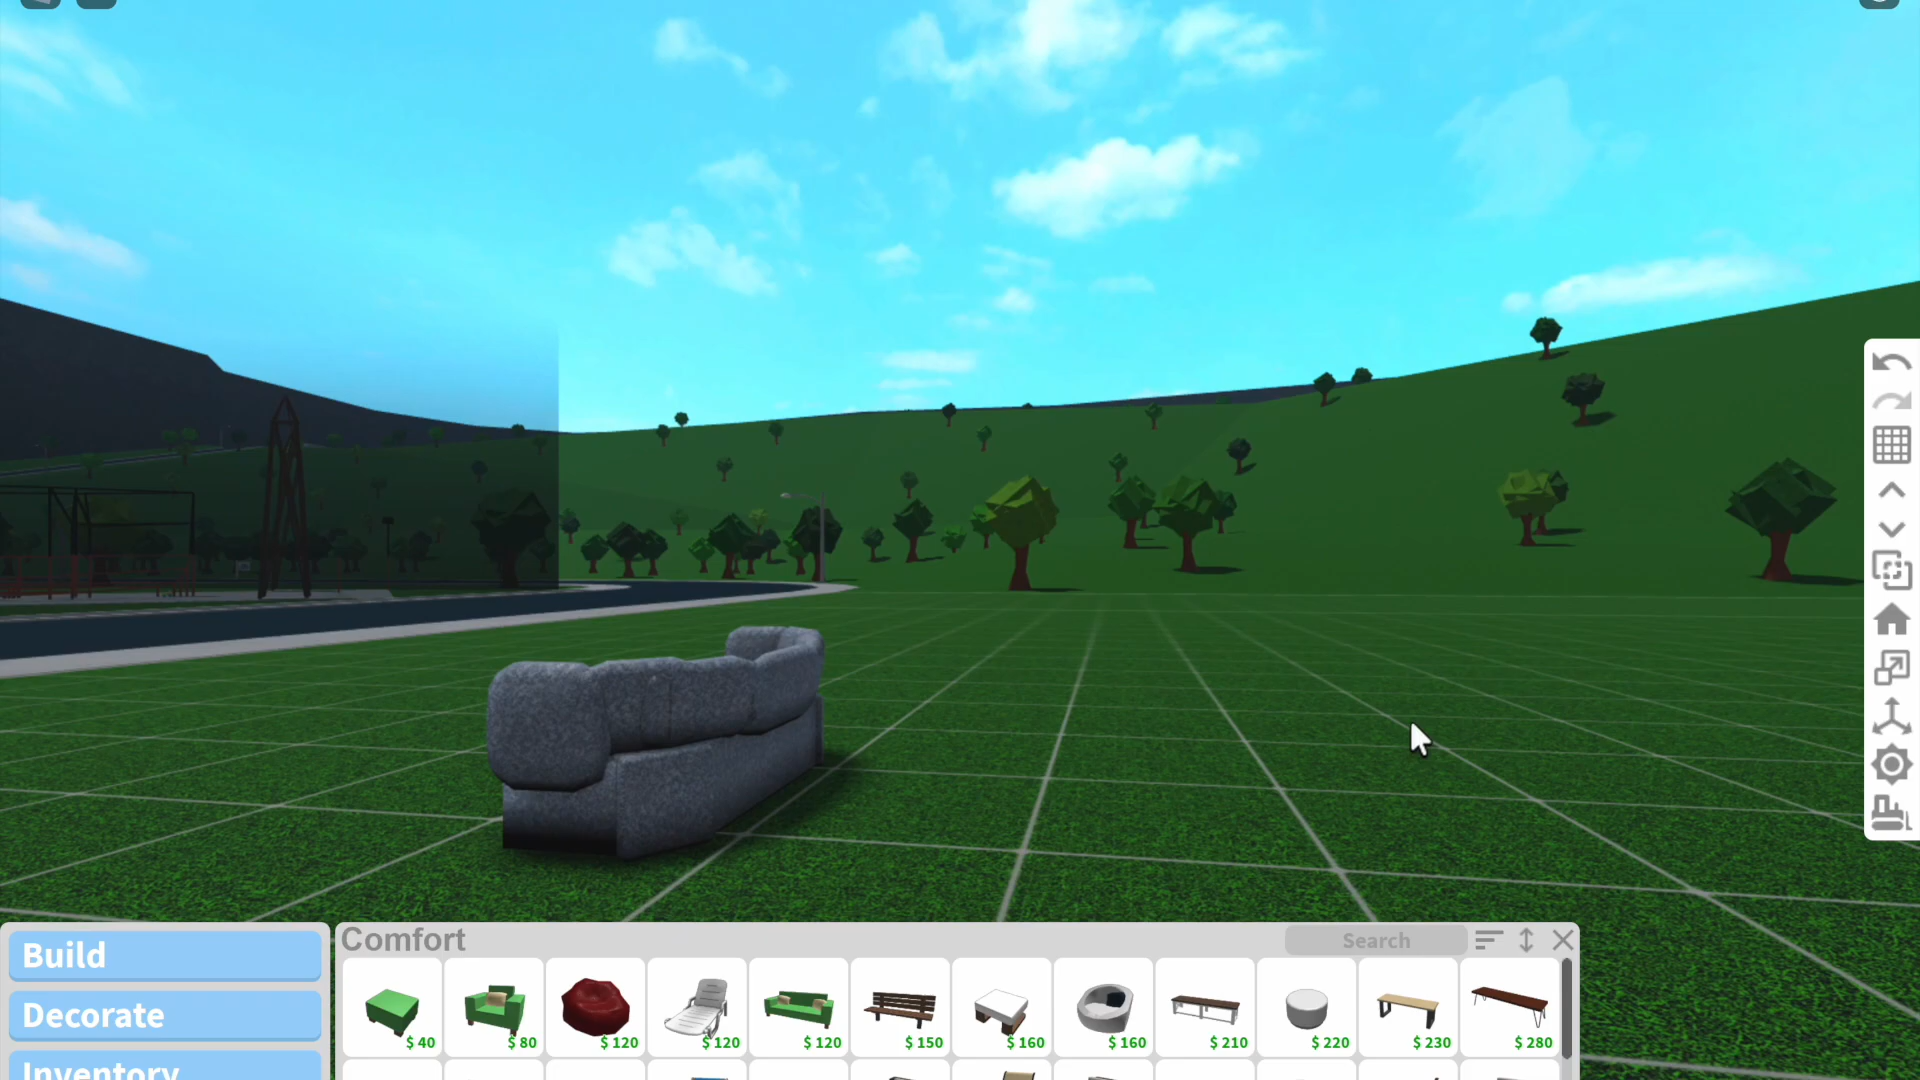 Comfort
Search
Build
Decorate
Inventory
$ 40
$ 80
$ 120
$ 120
$ 120
$ 150
$ 160
$ 160
$ 210
$ 220
$ 230
$ 280